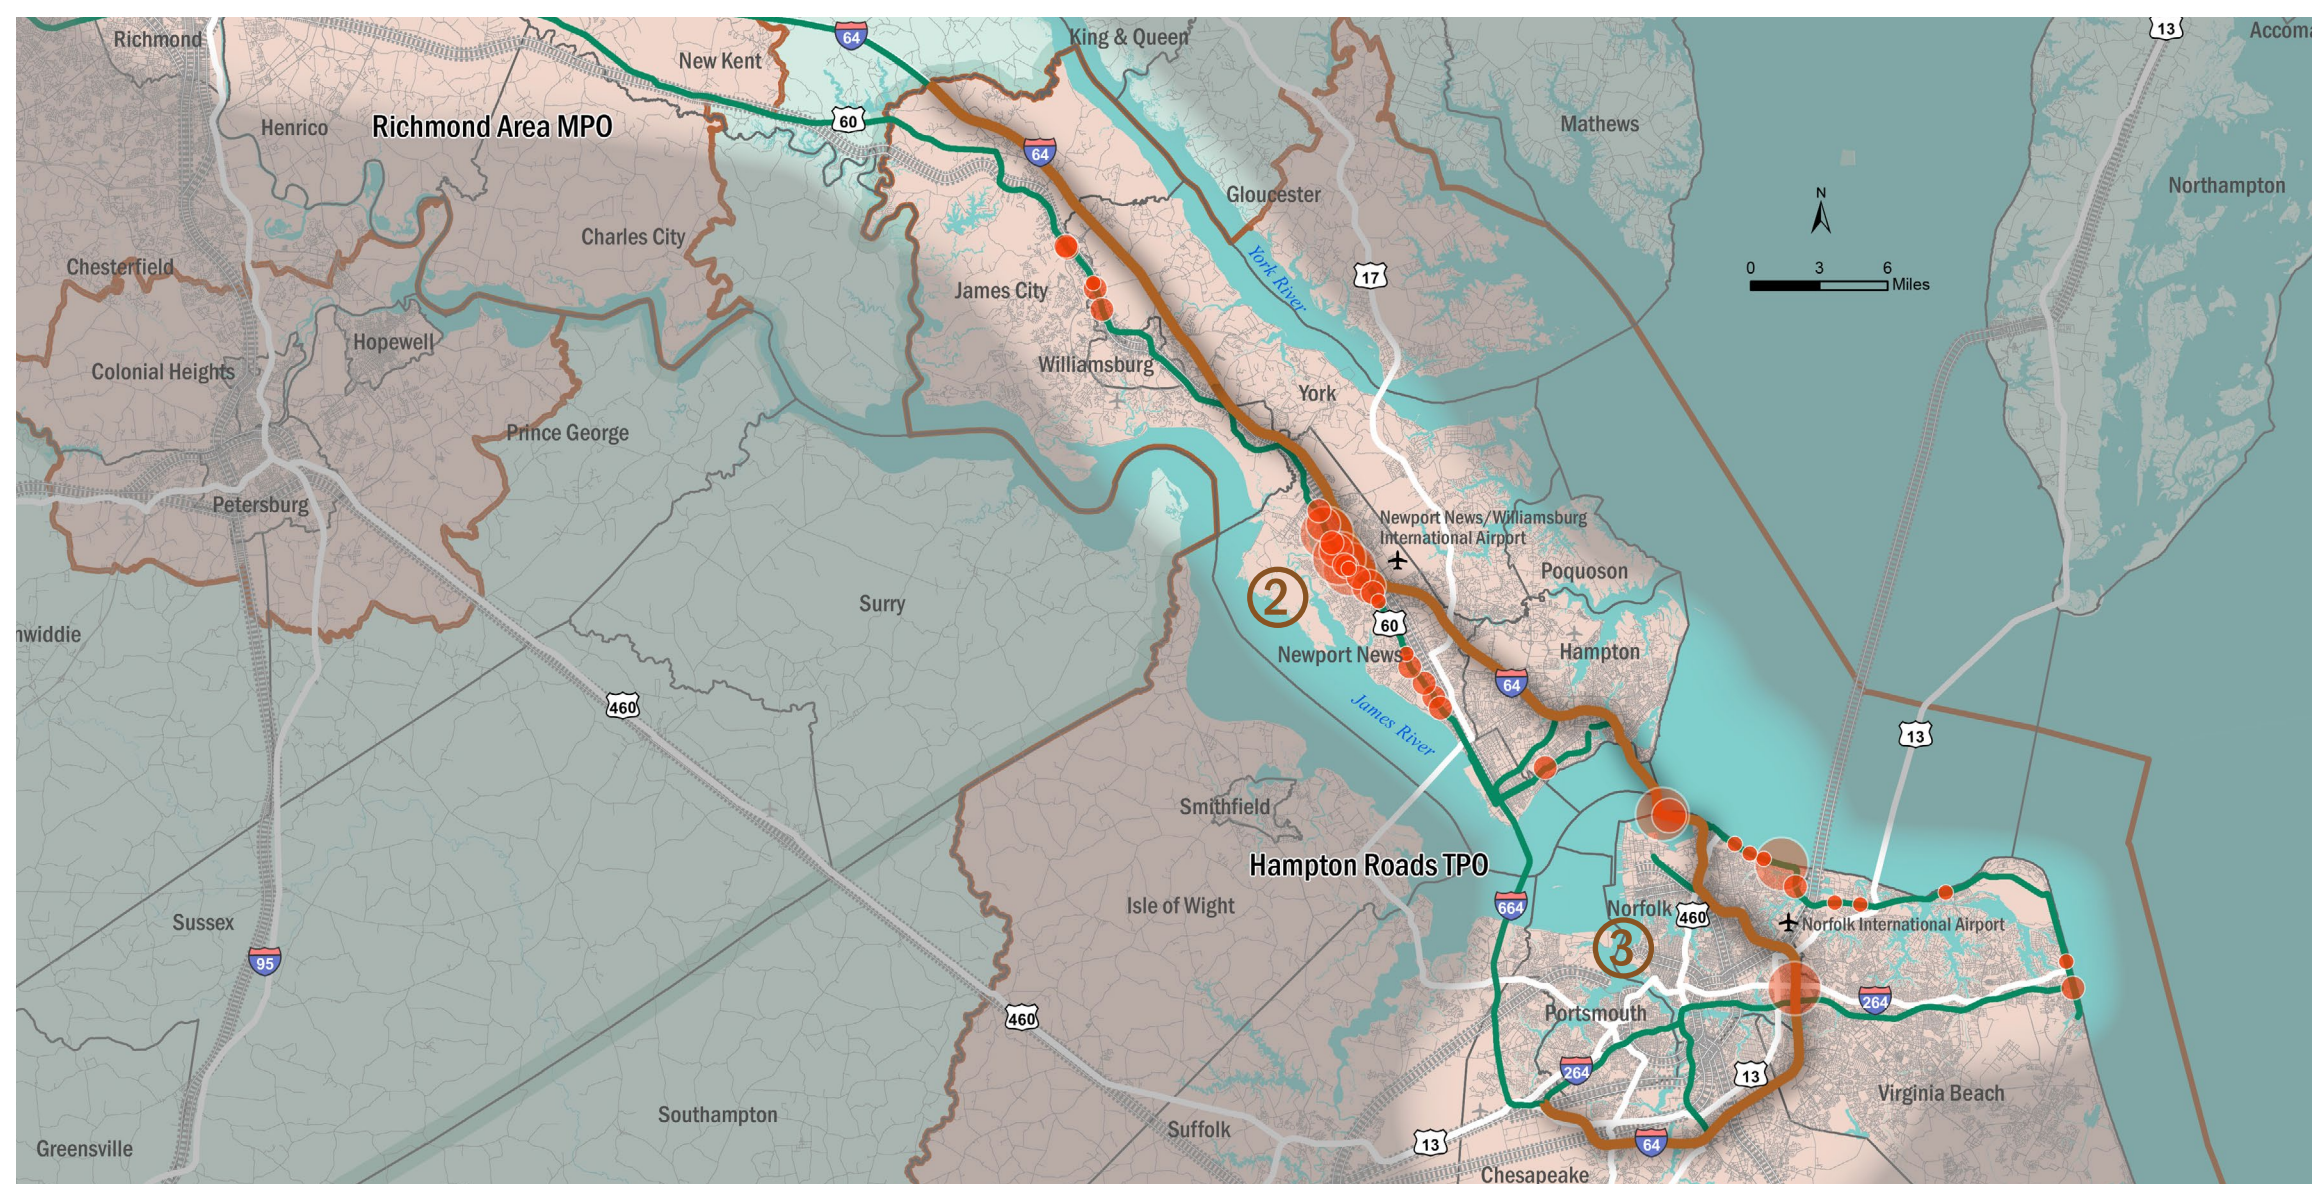 Richmond
64
King & Queen
13
Accoma
New Kent
60
Henrico
Richmond Area MPO
Mathews
64
Northampton
N
Gloucester
Charles City
Chesterfield
York River
17
0 3 6
Miles
James City
Hopewell
Colonial Heights
Williamsburg
York
Prince George
Petersburg
Newport News/Williamsburg
International Airport
Poquoson
2
Surry
60
nwiddie
Newport News
Hampton
64
460
James River
13
Smithfield
Hampton Roads TPO
Isle of Wight
664
Norfolk
460
Norfolk International Airport
Sussex
3
95
264
460
Portsmouth
264
13
Virginia Beach
Southampton
Suffolk
13
64
Greensville
Chesapeake